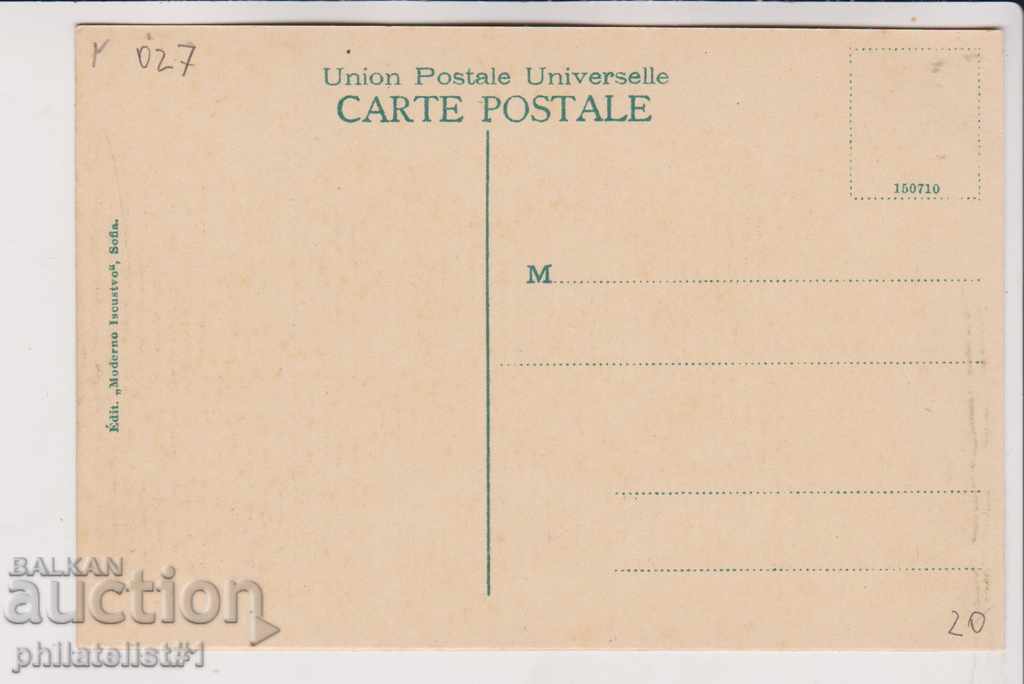 027
Union Postale Universelle
CARTE POSTALE
150710
M
Édit. „Moderno Iscustvo“, Sofia.
20
BALKAN
auction
philatelist#1